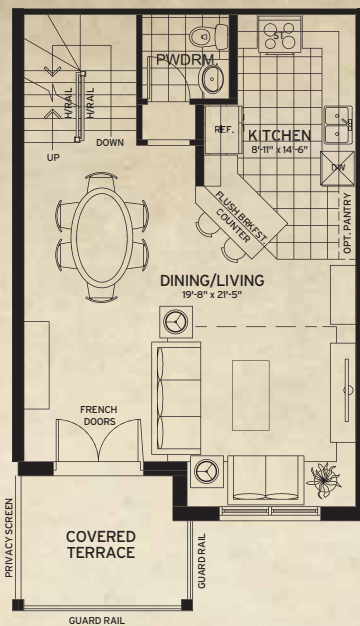 ST.
PWDRM.
H/RAIL
H/RAIL
REF.
KITCHEN
8'-11" x 14'-6"
DW
UP
DOWN
FLUSH BRKFST.
COUNTER
OPT. PANTRY
DINING/LIVING
19'-8" x 21'-5"
FRENCH
DOORS
COVERED
TERRACE
PRIVACY SCREEN
GUARD RAIL
GUARD RAIL